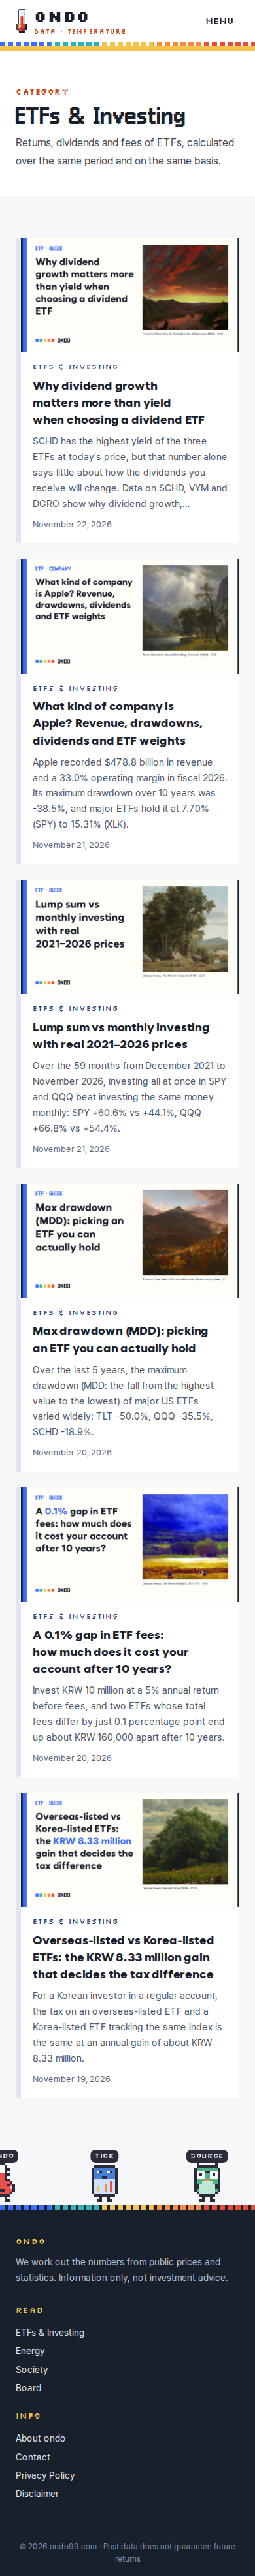 ONDO
DATA · TEMPERATURE
MENU
CATEGORY
ETFs & Investing
Returns, dividends and fees of ETFs, calculated
over the same period and on the same basis.
ETF · GUIDE
Why dividend
growth matters more
than yield when
choosing a dividend
ETF
ONDO
ETFS & INVESTING
Why dividend growth
matters more than yield
when choosing a dividend ETF
SCHD has the highest yield of the three
ETFs at today's price, but that number alone
says little about how the dividends you
receive will change. Data on SCHD, VYM and
DGRO show why dividend growth,...
November 22, 2026
ETF · COMPANY
What kind of company
is Apple? Revenue,
drawdowns, dividends
and ETF weights
ONDO
ETFS & INVESTING
What kind of company is
Apple? Revenue, drawdowns,
dividends and ETF weights
Apple recorded $478.8 billion in revenue
and a 33.0% operating margin in fiscal 2026.
Its maximum drawdown over 10 years was
-38.5%, and major ETFs hold it at 7.70%
(SPY) to 15.31% (XLK).
November 21, 2026
ETF · GUIDE
Lump sum vs
monthly investing
with real
2021–2026 prices
ONDO
ETFS & INVESTING
Lump sum vs monthly investing
with real 2021–2026 prices
Over the 59 months from December 2021 to
November 2026, investing all at once in SPY
and QQQ beat investing the same money
monthly: SPY +60.6% vs +44.1%, QQQ
+66.8% vs +54.4%.
November 21, 2026
ETF · GUIDE
Max drawdown
(MDD): picking an
ETF you can
actually hold
ONDO
ETFS & INVESTING
Max drawdown (MDD): picking
an ETF you can actually hold
Over the last 5 years, the maximum
drawdown (MDD: the fall from the highest
value to the lowest) of major US ETFs
varied widely: TLT -50.0%, QQQ -35.5%,
SCHD -18.9%.
November 20, 2026
ETF · GUIDE
A 0.1% gap in ETF
fees: how much does
it cost your account
after 10 years?
ONDO
ETFS & INVESTING
A 0.1% gap in ETF fees:
how much does it cost your
account after 10 years?
Invest KRW 10 million at a 5% annual return
before fees, and two ETFs whose total
fees differ by just 0.1 percentage point end
up about KRW 160,000 apart after 10 years.
November 20, 2026
ETF · GUIDE
Overseas-listed vs
Korea-listed ETFs:
the KRW 8.33 million
gain that decides the
tax difference
ONDO
ETFS & INVESTING
Overseas-listed vs Korea-listed
ETFs: the KRW 8.33 million gain
that decides the tax difference
For a Korean investor in a regular account,
the tax on an overseas-listed ETF and a
Korea-listed ETF tracking the same index is
the same at an annual gain of about KRW
8.33 million.
November 19, 2026
NDO
TICK
SOURCE
ONDO
We work out the numbers from public prices and
statistics. Information only, not investment advice.
READ
ETFs & Investing
Energy
Society
Board
INFO
About ondo
Contact
Privacy Policy
Disclaimer
© 2026 ondo99.com · Past data does not guarantee future
returns